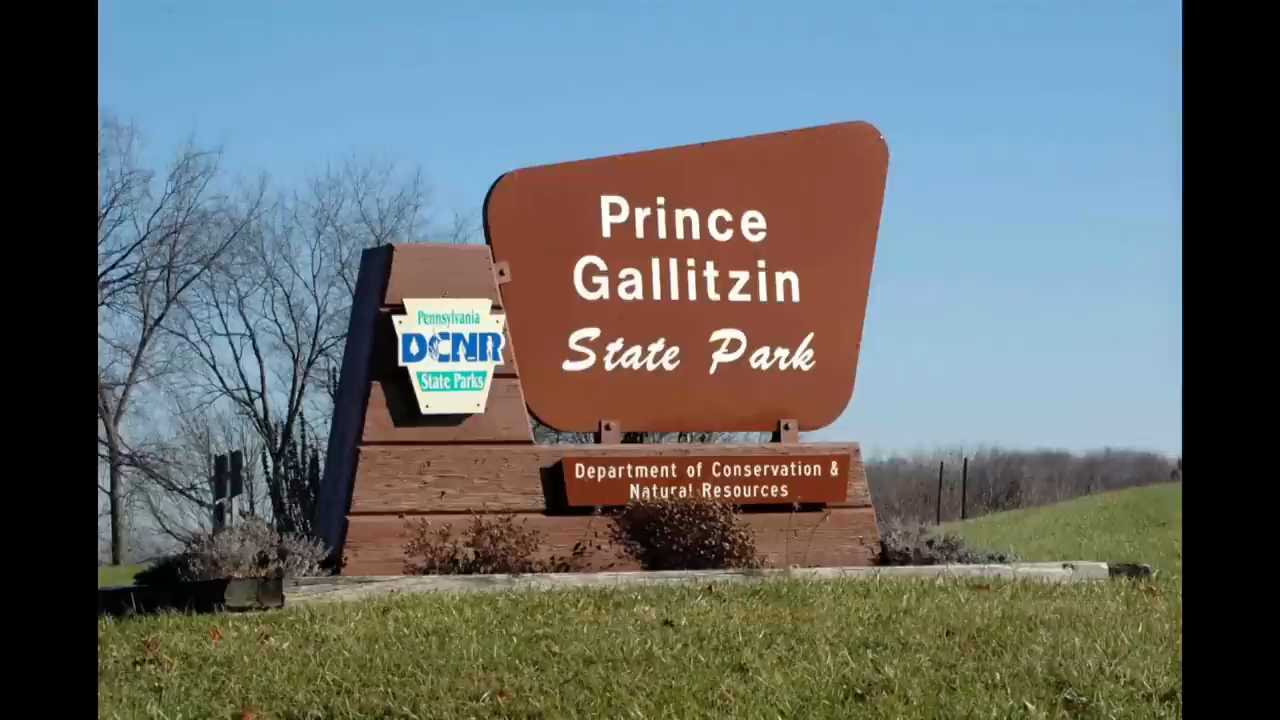 Prince
Gallitzin
State Park
Pennsylvania
DCNR
State Parks
Department of Conservation &
Natural Resources